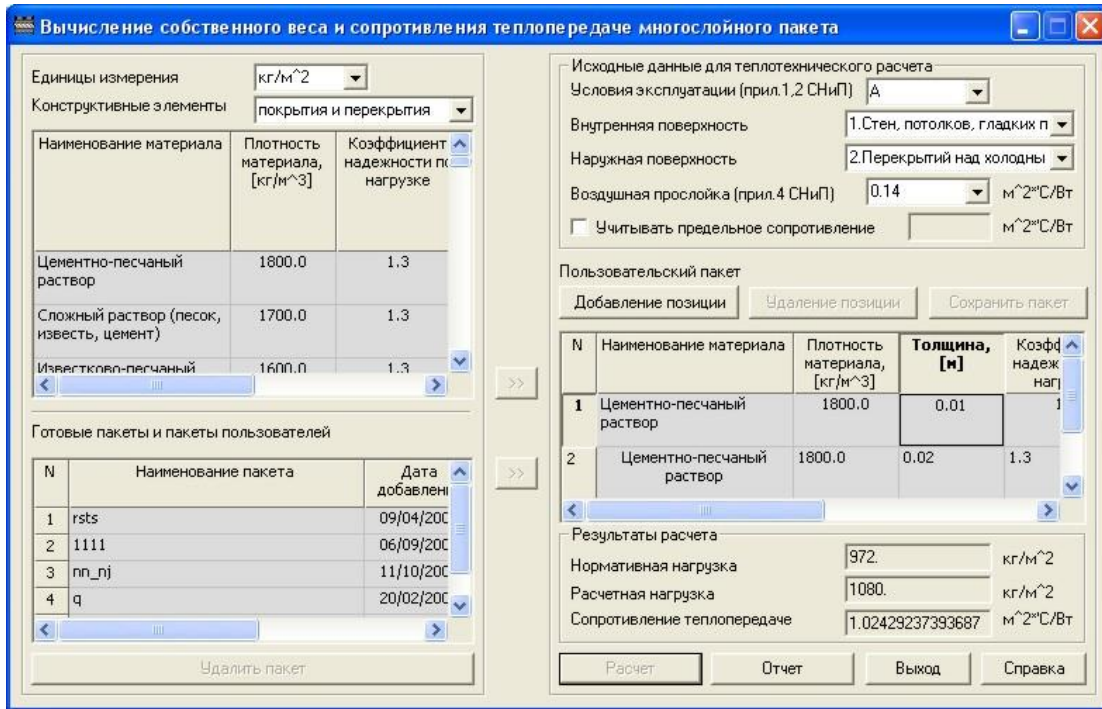 Вычисление собственного веса и сопротивления теплопередаче многослойного пакета
Единицы измерения
кг/м^2
Конструктивные элементы
покрытия и перекрытия
Наименование материала
Плотность
материала,
[кг/м^3]
Коэффициент
надежности по
нагрузке
Цементно-песчаный
раствор
1800.0
1.3
Сложный раствор (песок,
известь, цемент)
1700.0
1.3
Известково-песчаный
1600.0
1.3
>>
Готовые пакеты и пакеты пользователей
N
Наименование пакета
Дата
добавлени
1
rsts
09/04/200
2
1111
06/09/200
3
nn_nj
11/10/200
4
q
20/02/200
>>
Удалить пакет
Исходные данные для теплотехнического расчета
Условия эксплуатации (прил.1,2 СНиП)
А
Внутренняя поверхность
1.Стен, потолков, гладких п
Наружная поверхность
2.Перекрытий над холодны
Воздушная прослойка (прил.4 СНиП)
0.14
м^2*'С/Вт
Учитывать предельное сопротивление
м^2*'С/Вт
Пользовательский пакет
Добавление позиции
Удаление позиции
Сохранить пакет
N
Наименование материала
Плотность
материала,
[кг/м^3]
Толщина,
[м]
Коэфф
надеж
наг
1
Цементно-песчаный
раствор
1800.0
0.01
1
2
Цементно-песчаный
раствор
1800.0
0.02
1.3
Результаты расчета
Нормативная нагрузка
972.
кг/м^2
Расчетная нагрузка
1080.
кг/м^2
Сопротивление теплопередаче
1.02429237393687
м^2*'С/Вт
Расчет
Отчет
Выход
Справка